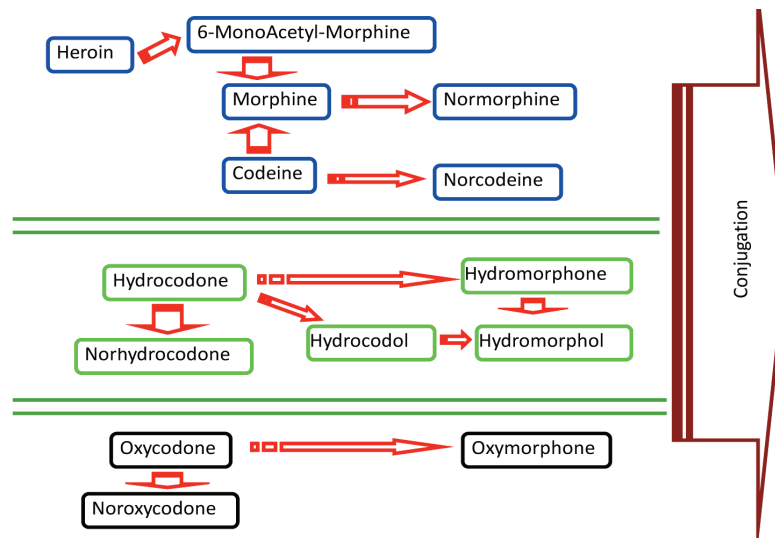 6-MonoAcetyl-Morphine
Heroin
Morphine
Normorphine
Codeine
Norcodeine
Hydrocodone
Hydromorphone
Hydrocodol
Hydromorphol
Norhydrocodone
Oxycodone
Oxymorphone
Noroxycodone
Conjugation